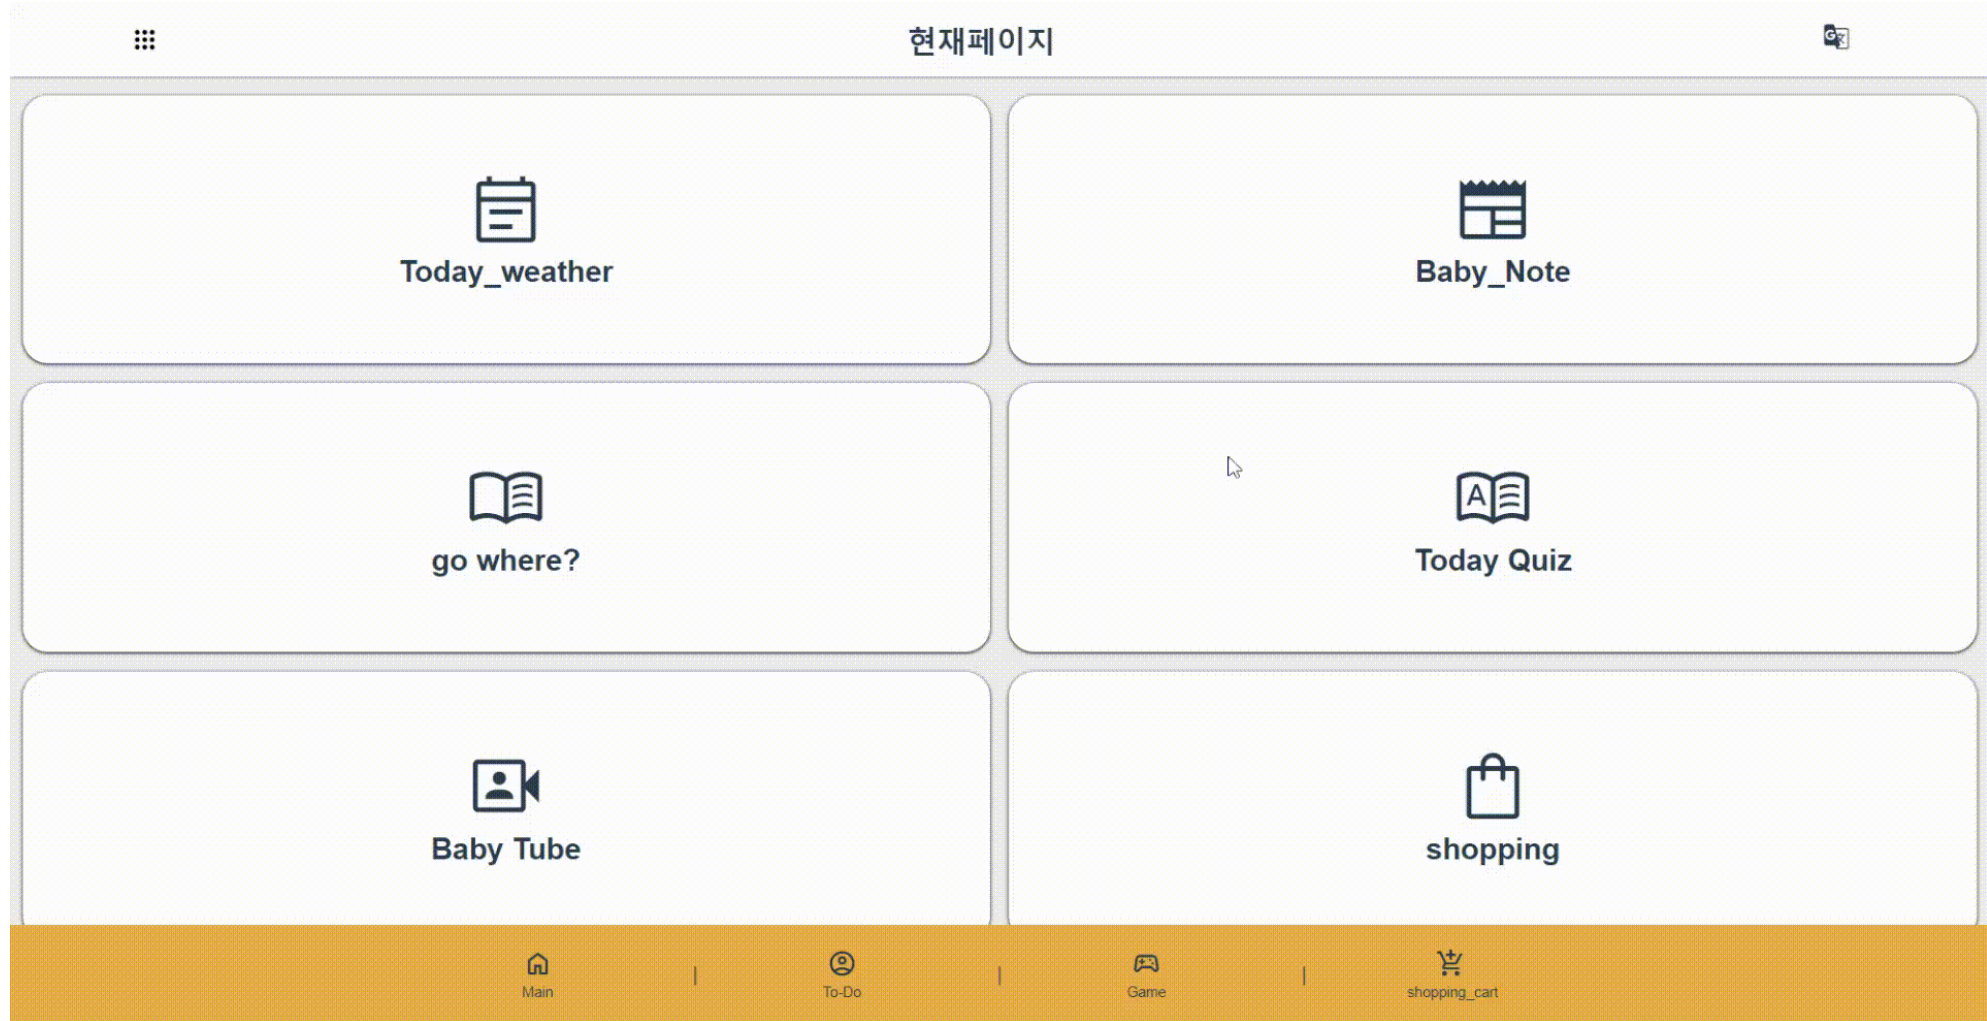 현재페이지
Today_weather
Baby_Note
go where?
A
Today Quiz
Baby Tube
shopping
Main | To-Do | Game | shopping_cart